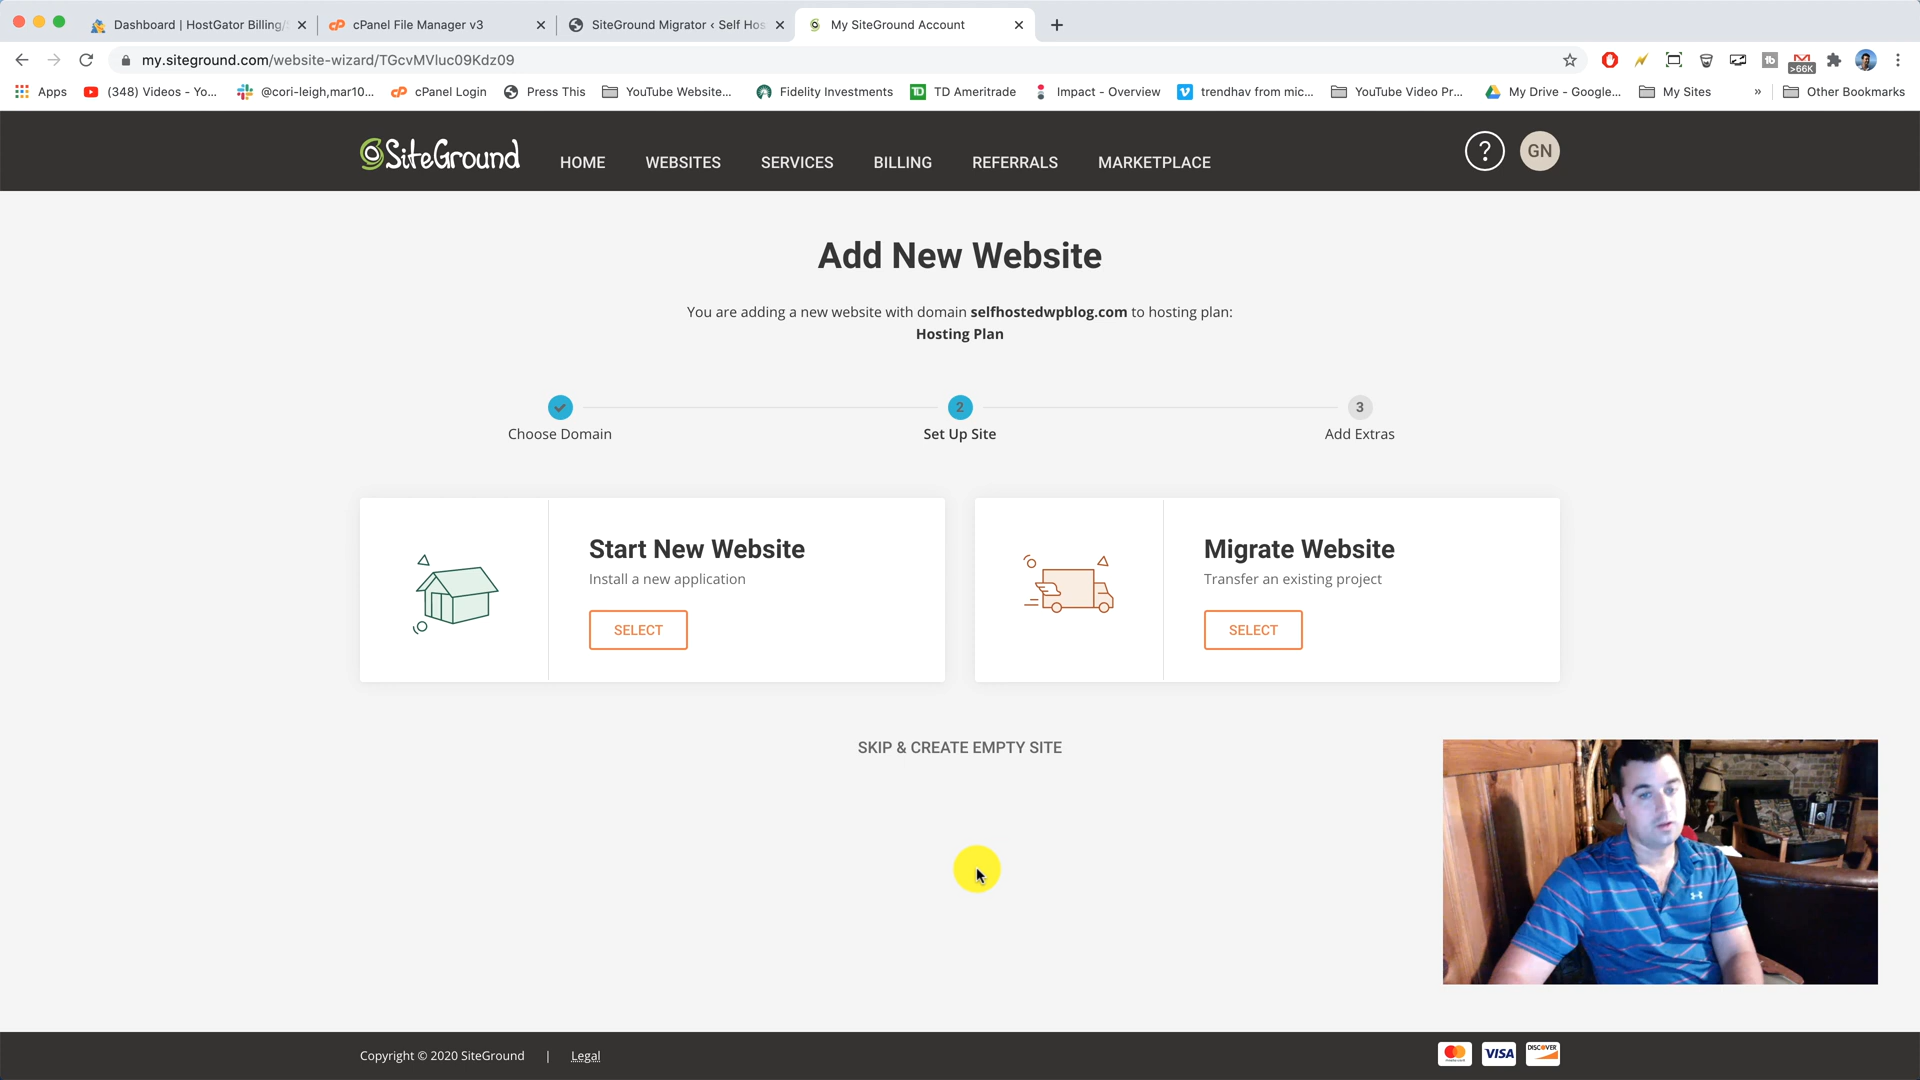 Dashboard | HostGator Billing/
cPanel File Manager v3
SiteGround Migrator ‹ Self Hos
My SiteGround Account
my.siteground.com/website-wizard/TGcvMVluc09Kdz09
>66K
Apps
(348) Videos - Yo...
@cori-leigh,mar10...
cP
cPanel Login
Press This
YouTube Website...
Fidelity Investments
TD
TD Ameritrade
Impact - Overview
trendhav from mic...
YouTube Video Pr...
My Drive - Google...
My Sites
»
Other Bookmarks
SiteGround
HOME
WEBSITES
SERVICES
BILLING
REFERRALS
MARKETPLACE
?
GN
Add New Website
You are adding a new website with domain selfhostedwpblog.com to hosting plan:
Hosting Plan
2
3
Choose Domain
Set Up Site
Add Extras
Start New Website
Install a new application
SELECT
Migrate Website
Transfer an existing project
SELECT
SKIP & CREATE EMPTY SITE
Copyright © 2020 SiteGround | Legal
VISA
DISCOVER